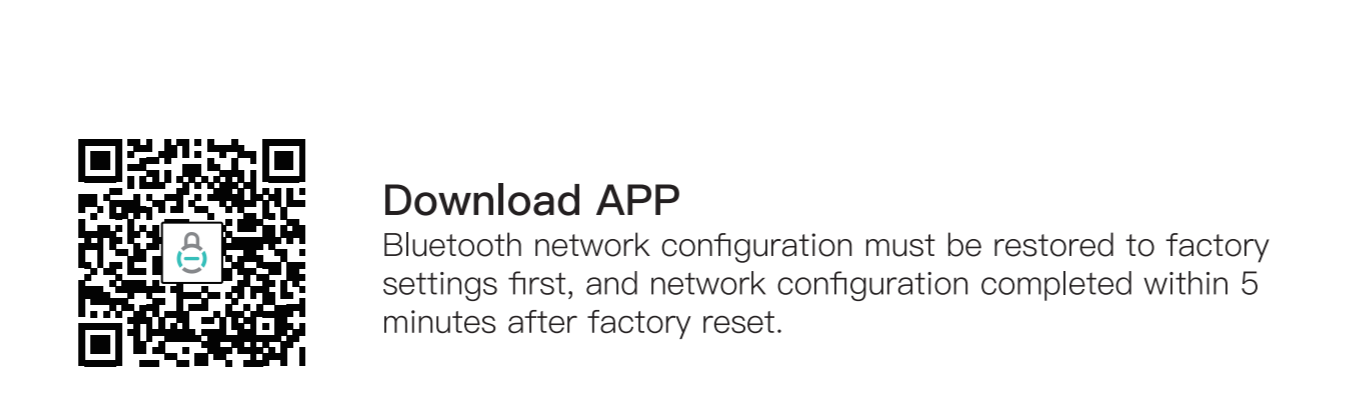 Download APP
Bluetooth network configuration must be restored to factory
settings first, and network configuration completed within 5
minutes after factory reset.